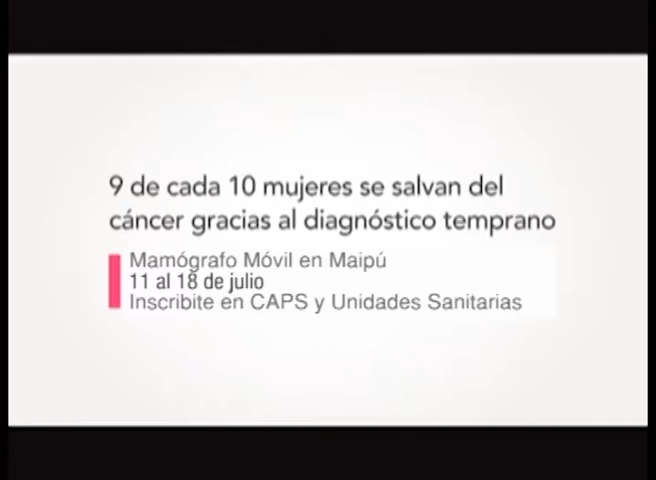 9 de cada 10 mujeres se salvan del
cáncer gracias al diagnóstico temprano
Mamógrafo Móvil en Maipú
11 al 18 de julio
Inscribite en CAPS y Unidades Sanitarias